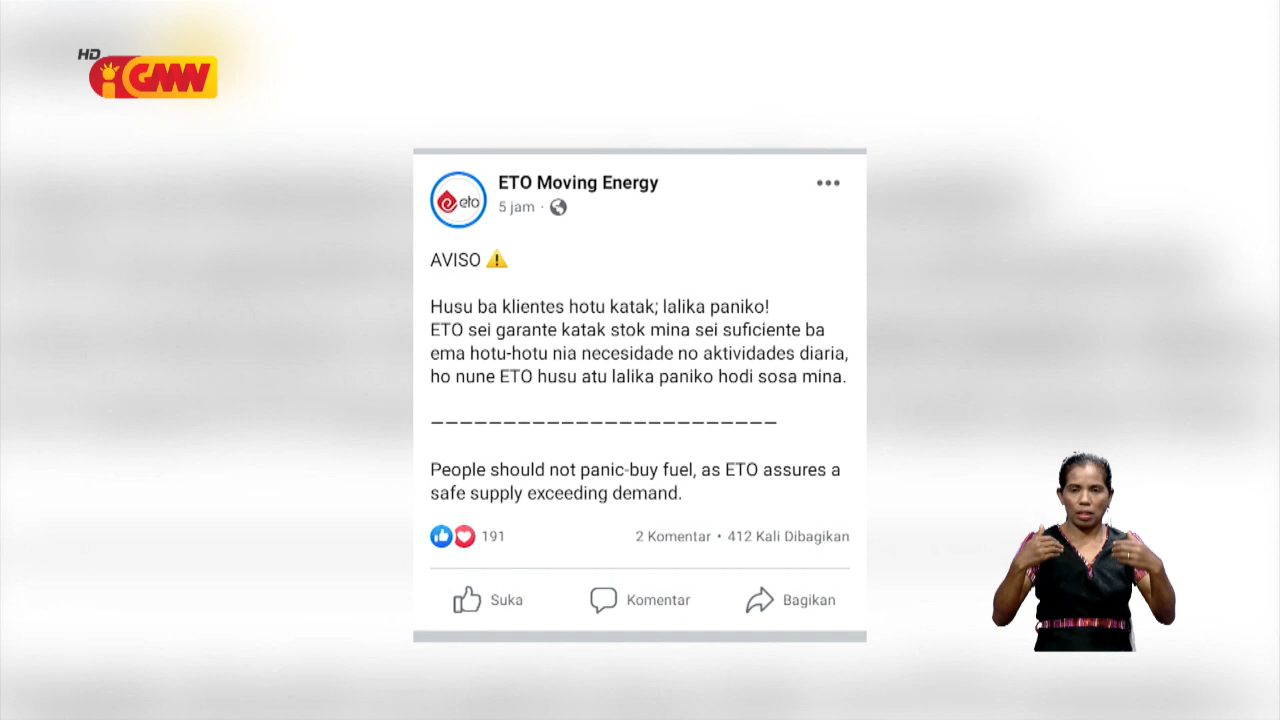 HD
GMN
ETO Moving Energy
5 jam ·
eto
AVISO ⚠️
Husu ba klientes hotu katak; lalika paniko!
ETO sei garante katak stok mina sei suficiente ba
ema hotu-hotu nia necesidade no aktividades diaria,
ho nune ETO husu atu lalika paniko hodi sosa mina.
————————————————————————
People should not panic-buy fuel, as ETO assures a
safe supply exceeding demand.
191
2 Komentar • 412 Kali Dibagikan
Suka
Komentar
Bagikan